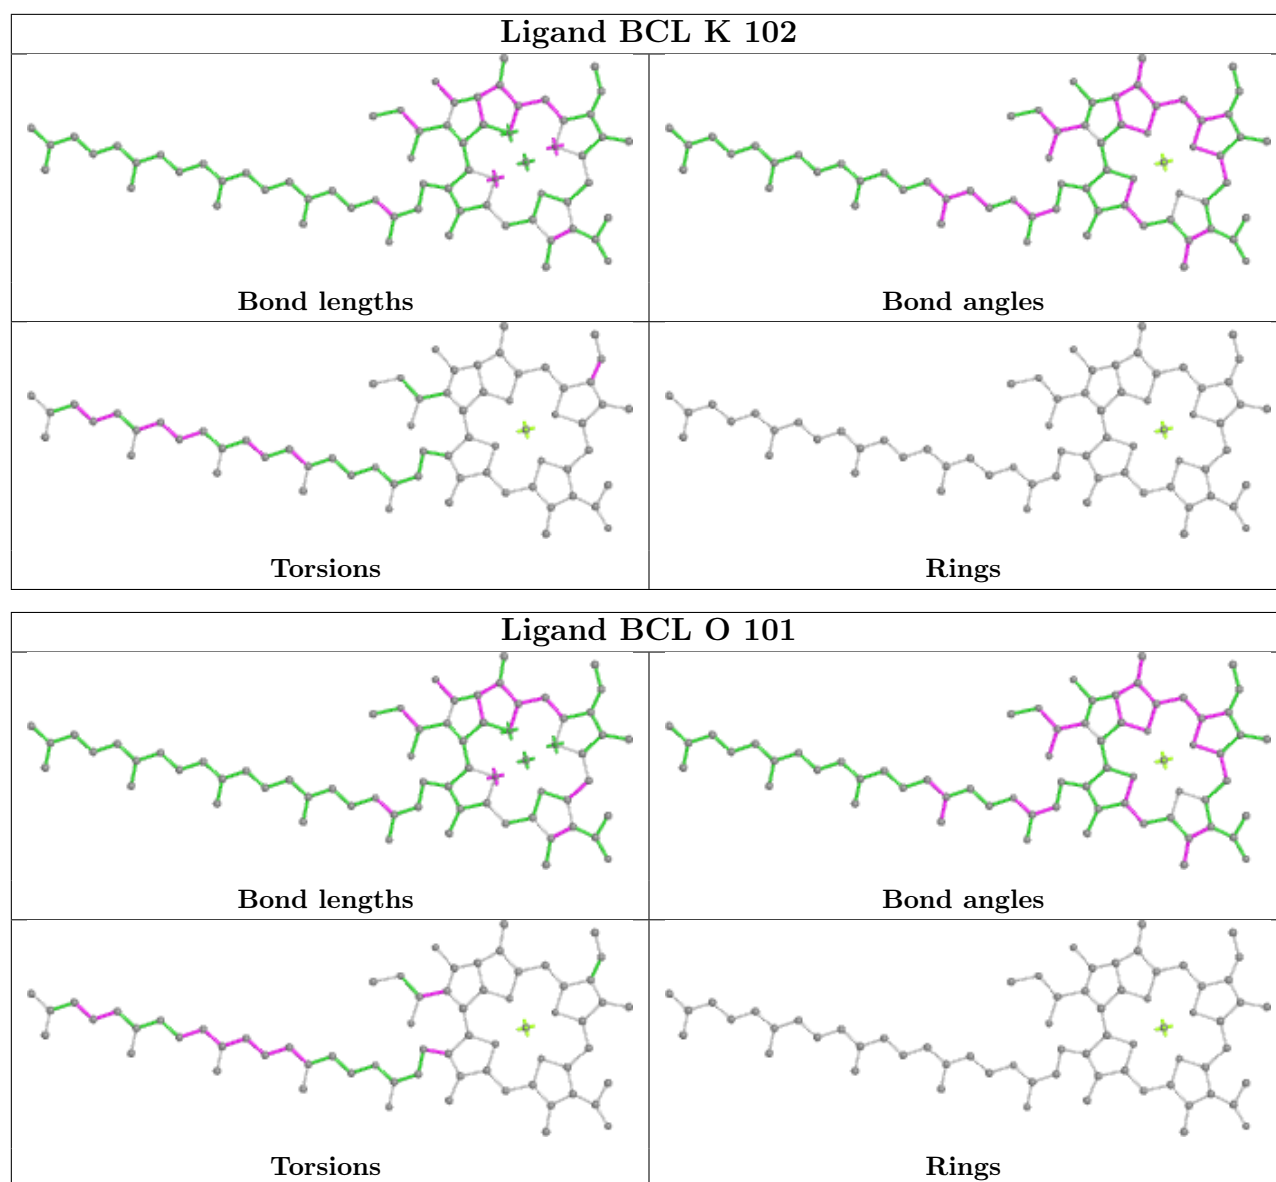 Ligand BCL K 102
Bond lengths
Bond angles
Torsions
Rings
Ligand BCL O 101
Bond lengths
Bond angles
Torsions
Rings